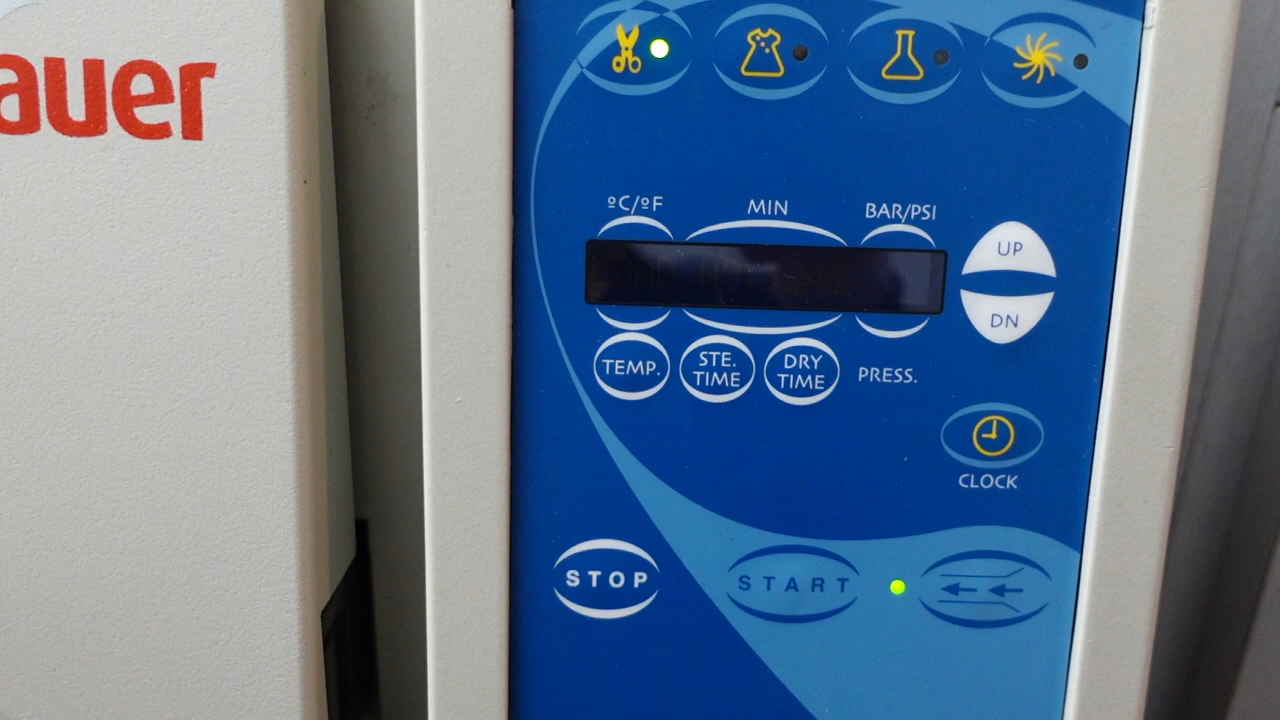 auer
ºC/ºF
MIN
BAR/PSI
UP
DN
TEMP.
STE.
TIME
DRY
TIME
PRESS.
CLOCK
STOP
START